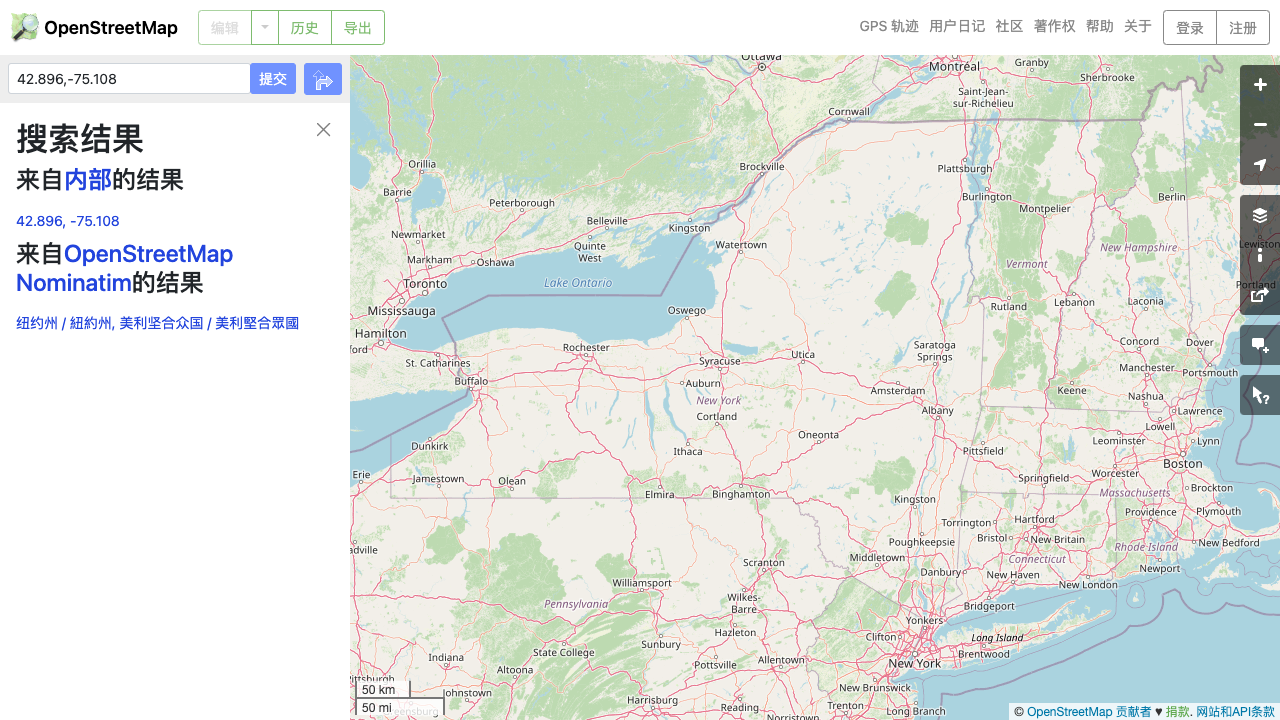 OpenStreetMap
编辑
历史
导出
GPS 轨迹
用户日记
社区
著作权
帮助
关于
登录
注册
42.896,-75.108
提交
搜索结果
来自内部的结果
42.896, -75.108
来自OpenStreetMap
Nominatim的结果
纽约州 / 紐約州, 美利坚合众国 / 美利堅合眾國
Ottawa
Montréal
Granby
Sherbrooke
Saint-Jean-
sur-Richelieu
Cornwall
Orillia
Barrie
Brockville
Plattsburgh
Peterborough
Burlington
Montpelier
Berlin
Belleville
Kingston
Newmarket
Quinte
West
Watertown
New Hampshire
Lewiston
Markham
Oshawa
Vermont
Toronto
Lake Ontario
Portland
Mississauga
Oswego
Rutland
Lebanon
Laconia
Hamilton
Rochester
Saratoga
Springs
Concord
Dover
St. Catharines
Syracuse
Utica
Manchester
Portsmouth
Buffalo
Auburn
Amsterdam
Keene
Nashua
New York
Albany
Lawrence
Cortland
Lowell
Dunkirk
Oneonta
Leominster
Lynn
Ithaca
Pittsfield
Boston
Erie
Jamestown
Olean
Worcester
Springfield
Elmira
Binghamton
Massachusetts
Brockton
Kingston
Providence
Plymouth
Torrington
Hartford
Poughkeepsie
Bristol
New Britain
Rhode Island
New Bedford
Scranton
Middletown
Connecticut
Newport
Danbury
New Haven
New London
Williamsport
Wilkes-
Barre
Pennsylvania
Bridgeport
Yonkers
Hazleton
Clifton
Long Island
State College
Sunbury
Indiana
Brentwood
Altoona
Pottsville
Allentown
New York
Johnstown
New Brunswick
Harrisburg
Reading
Trenton
Long Branch
50 km
50 mi
© OpenStreetMap 贡献者 ♥ 捐款. 网站和API条款